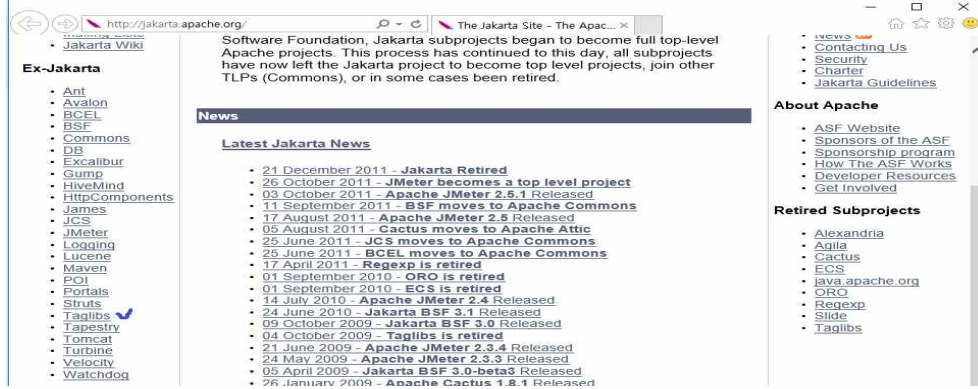 http://jakarta.apache.org/
The Jakarta Site - The Apac...
Mailing Lists
Jakarta Wiki
Ex-Jakarta
Ant
Avalon
BCEL
BSF
Commons
DB
Excalibur
Gump
HiveMind
HttpComponents
James
JCS
JMeter
Logging
Lucene
Maven
POI
Portals
Struts
Taglibs
Tapestry
Tomcat
Turbine
Velocity
Watchdog
Software Foundation, Jakarta subprojects began to become full top-level
Apache projects. This process has continued to this day, all subprojects
have now left the Jakarta project to become top level projects, join other
TLPs (Commons), or in some cases been retired.
News
Latest Jakarta News
21 December 2011 - Jakarta Retired
26 October 2011 - JMeter becomes a top level project
03 October 2011 - Apache JMeter 2.5.1 Released
11 September 2011 - BSF moves to Apache Commons
17 August 2011 - Apache JMeter 2.5 Released
05 August 2011 - Cactus moves to Apache Attic
25 June 2011 - JCS moves to Apache Commons
25 June 2011 - BCEL moves to Apache Commons
17 April 2011 - Regexp is retired
01 September 2010 - ORO is retired
01 September 2010 - ECS is retired
14 July 2010 - Apache JMeter 2.4 Released
24 June 2010 - Jakarta BSF 3.1 Released
09 October 2009 - Jakarta BSF 3.0 Released
04 October 2009 - Taglibs is retired
21 June 2009 - Apache JMeter 2.3.4 Released
24 May 2009 - Apache JMeter 2.3.3 Released
05 April 2009 - Jakarta BSF 3.0-beta3 Released
26 January 2009 - Apache Cactus 1.8.1 Released
News
Contacting Us
Security
Charter
Jakarta Guidelines
About Apache
ASF Website
Sponsors of the ASF
Sponsorship program
How The ASF Works
Developer Resources
Get Involved
Retired Subprojects
Alexandria
Agila
Cactus
ECS
java.apache.org
ORO
Regexp
Slide
Taglibs